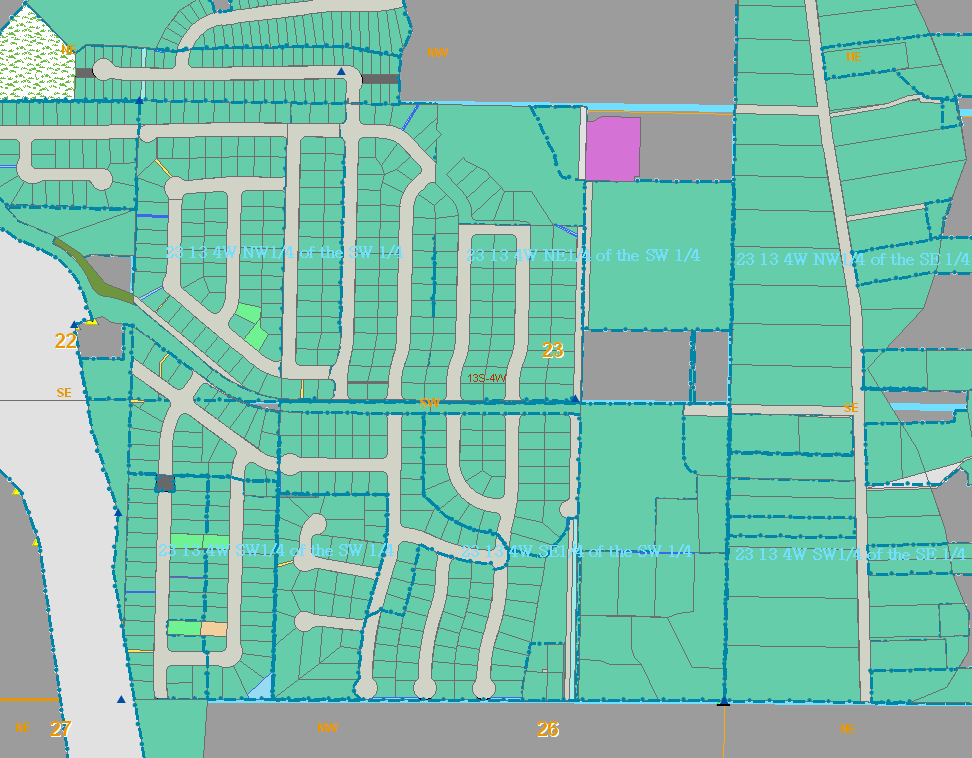 NW
HE
23 13 4W NW1/4 of the SW 1/4
23 13 4W NE1/4 of the SW 1/4
23 13 4W NW1/4 of the SE 1/4
22
23
13S-4W
SE
SW
SE
23 13 4W SW1/4 of the SW 1/4
23 13 4W SE1/4 of the SW 1/4
23 13 4W SW1/4 of the SE 1/4
27
NW
26
NE